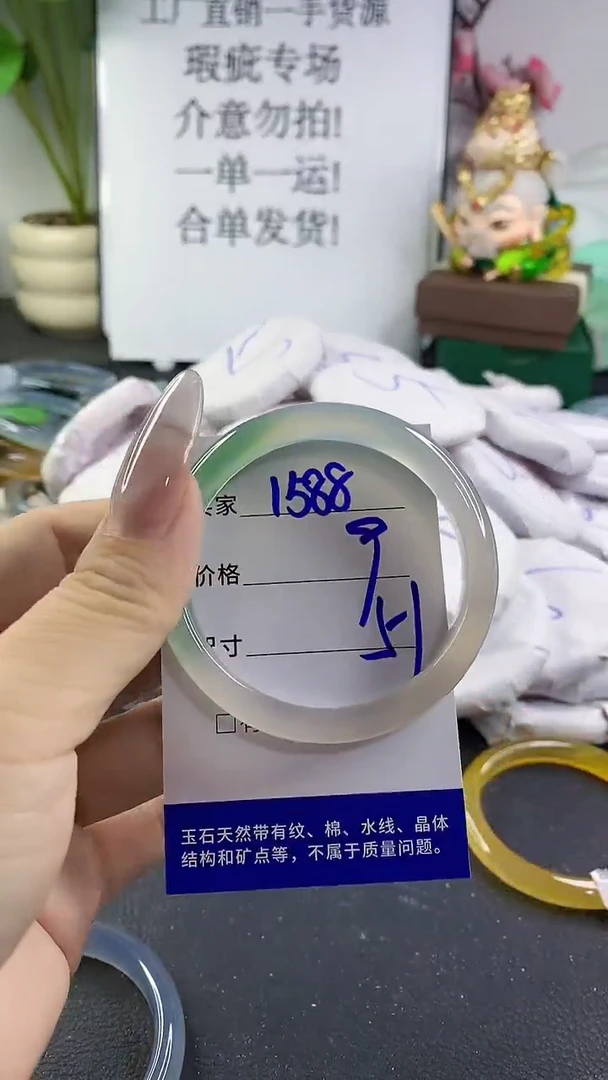 工厂直销一手货源
瑕疵专场
介意勿拍!
一单一运!
合单发货!
家 1588
价格
寸 51
玉石天然带有纹、棉、水线、晶体
结构和矿点等，不属于质量问题。